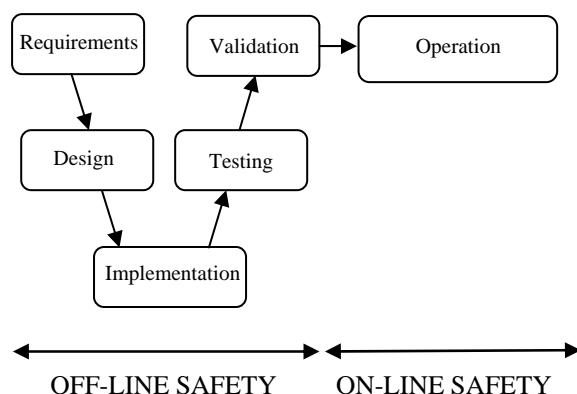 Requirements
Validation
Operation
Design
Testing
Implementation
OFF-LINE SAFETY
ON-LINE SAFETY